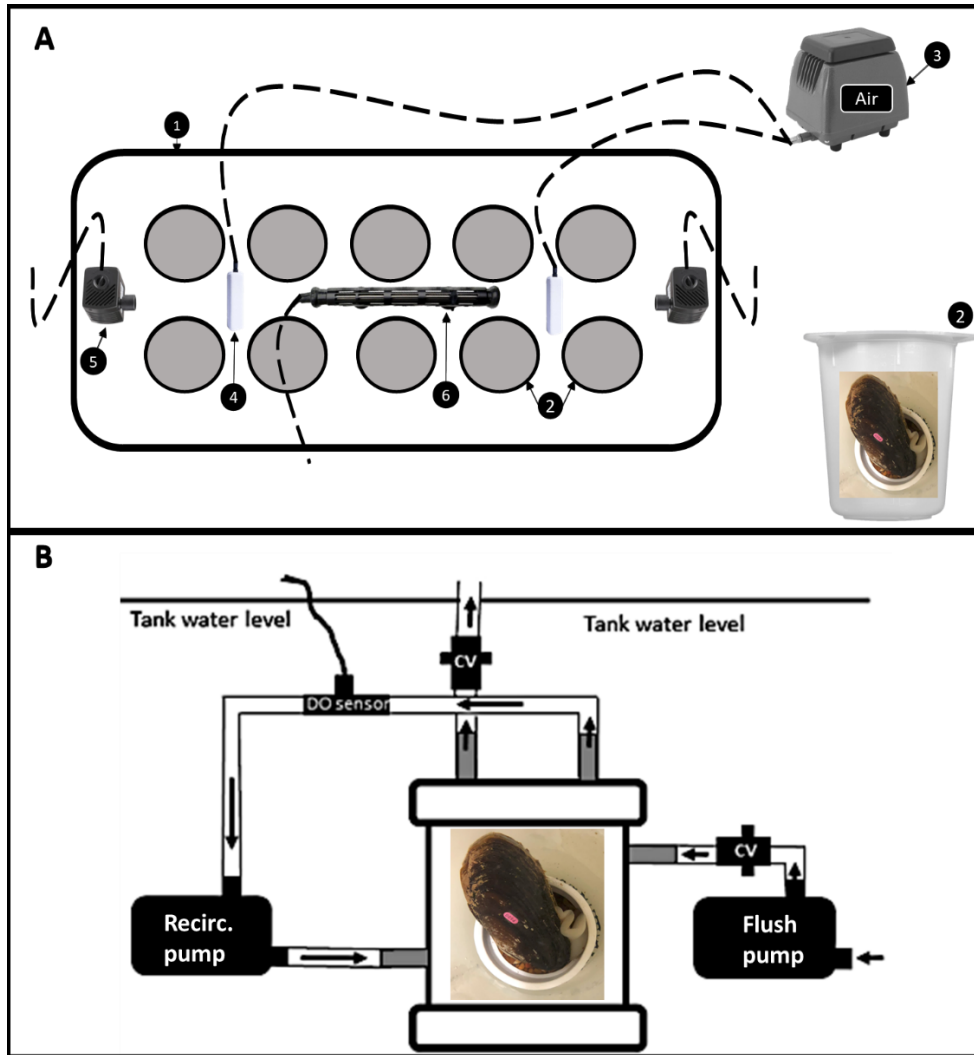 A
1
3
Air
5
4
6
2
2
B
Tank water level
Tank water level
CV
DO sensor
CV
Recirc.
pump
Flush
pump